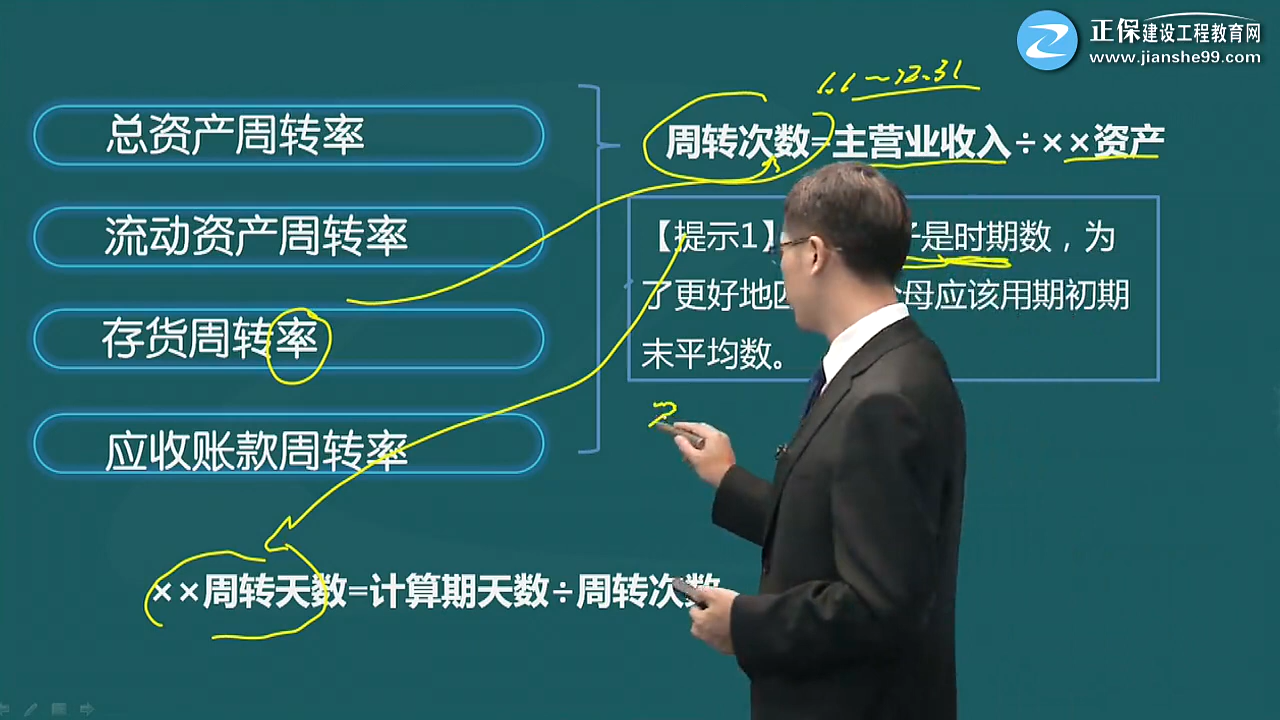 正保建设工程教育网
www.jianshe99.com
1.1~12.31
总资产周转率
周转次数=主营业收入÷××资产
流动资产周转率
【提示1】 子是时期数，为
了更好地匹 分母应该用期初期
存货周转率
末平均数。
应收账款周转率
××周转天数=计算期天数÷周转次数